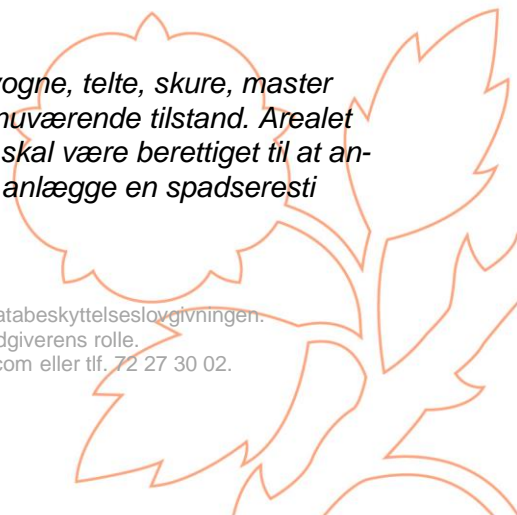 vogne, telte, skure, master
nuværende tilstand. Arealet
skal være berettiget til at an-
anlægge en spadseresti
atabeskyttelseslovgivningen.
dgiverens rolle.
com eller tlf. 72 27 30 02.